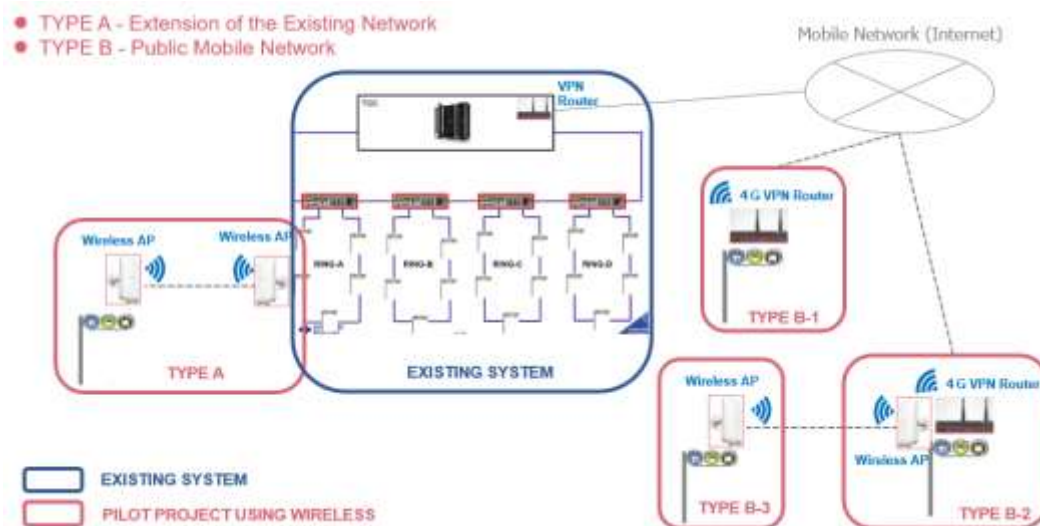 TYPE A - Extension of the Existing Network
TYPE B - Public Mobile Network
Mobile Network (Internet)
VPN
Router
4G VPN Router
Wireless AP
Wireless AP
RING-A
RING-B
RING-C
RING-D
TYPE B-1
TYPE A
EXISTING SYSTEM
Wireless AP
4G VPN Router
Wireless AP
TYPE B-3
TYPE B-2
EXISTING SYSTEM
PILOT PROJECT USING WIRELESS